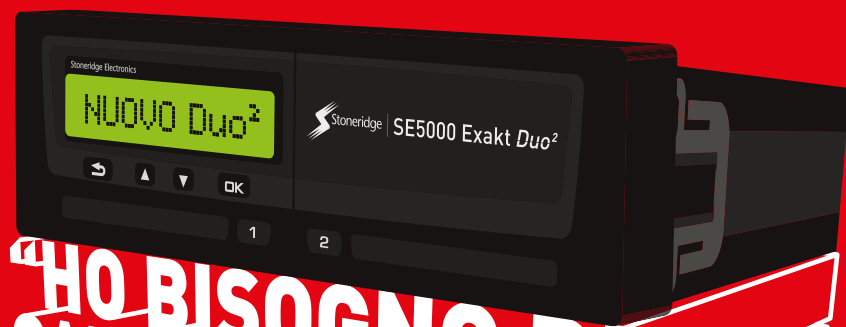 Stoneridge Electronics
NUOVO Duo²
Stoneridge | SE5000 Exakt Duo²
OK
1
2
"HO BISOGNO